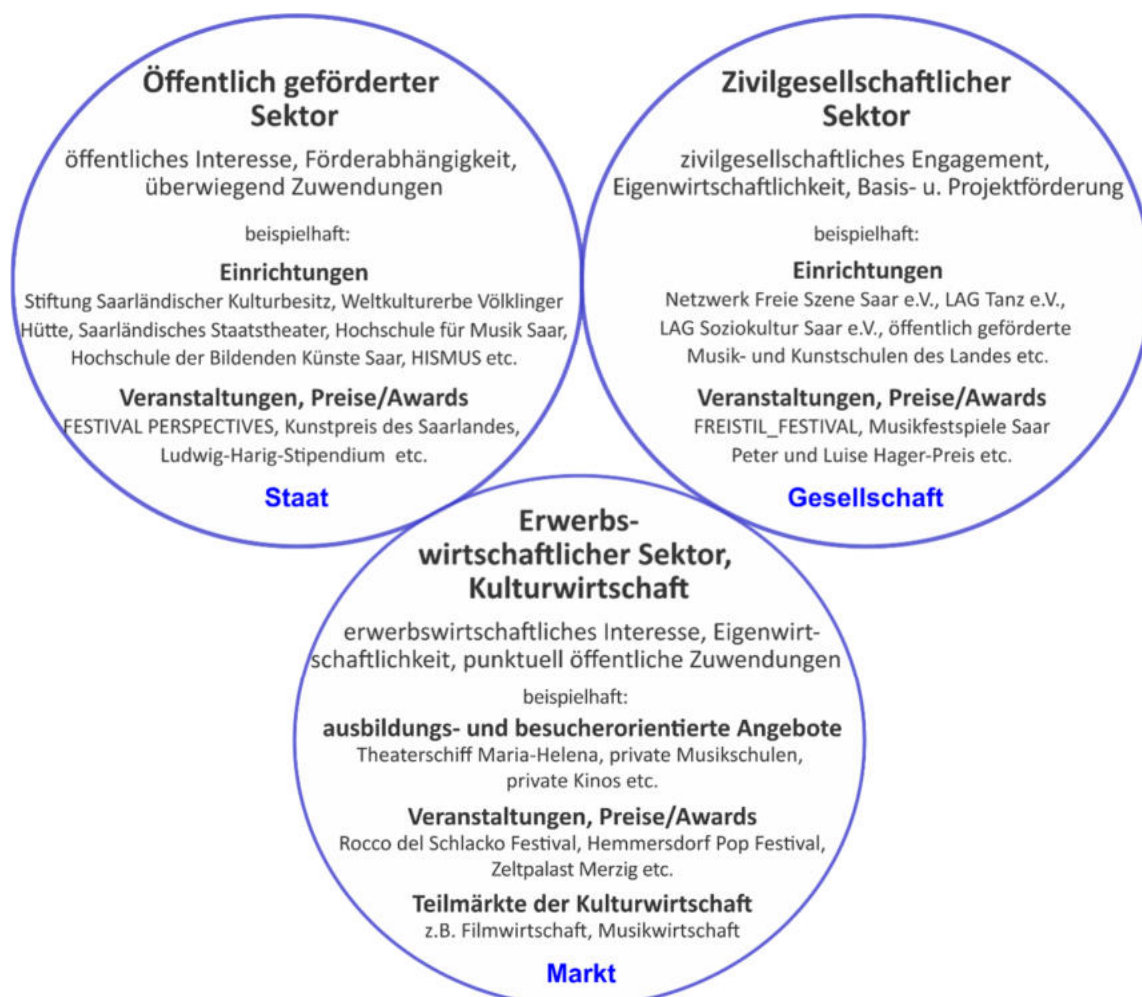 Öffentlich geförderter
Sektor
öffentliches Interesse, Förderabhängigkeit,
überwiegend Zuwendungen
beispielhaft:
Einrichtungen
Stiftung Saarländischer Kulturbesitz, Weltkulturerbe Völklinger
Hütte, Saarländisches Staatstheater, Hochschule für Musik Saar,
Hochschule der Bildenden Künste Saar, HISMUS etc.
Veranstaltungen, Preise/Awards
FESTIVAL PERSPECTIVES, Kunstpreis des Saarlandes,
Ludwig-Harig-Stipendium etc.
Staat
Zivilgesellschaftlicher
Sektor
zivilgesellschaftliches Engagement,
Eigenwirtschaftlichkeit, Basis- u. Projektförderung
beispielhaft:
Einrichtungen
Netzwerk Freie Szene Saar e.V., LAG Tanz e.V.,
LAG Soziokultur Saar e.V., öffentlich geförderte
Musik- und Kunstschulen des Landes etc.
Veranstaltungen, Preise/Awards
FREISTIL_FESTIVAL, Musikfestspiele Saar
Peter und Luise Hager-Preis etc.
Gesellschaft
Erwerbs-
wirtschaftlicher Sektor,
Kulturwirtschaft
erwerbswirtschaftliches Interesse, Eigenwirt-
schaftlichkeit, punktuell öffentliche Zuwendungen
beispielhaft:
ausbildungs- und besucherorientierte Angebote
Theaterschiff Maria-Helena, private Musikschulen,
private Kinos etc.
Veranstaltungen, Preise/Awards
Rocco del Schlacko Festival, Hemmersdorf Pop Festival,
Zeltpalast Merzig etc.
Teilmärkte der Kulturwirtschaft
z.B. Filmwirtschaft, Musikwirtschaft
Markt